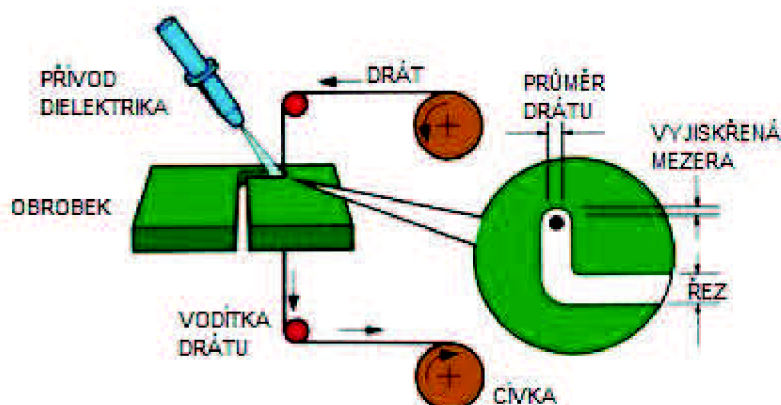 PŘÍVOD
DIELEKTRIKA
DRÁT
PRŮMĚR
DRÁTU
VYJISKŘENÁ
MEZERA
OBROBEK
ŘEZ
VODÍTKA
DRÁTU
CÍVKA